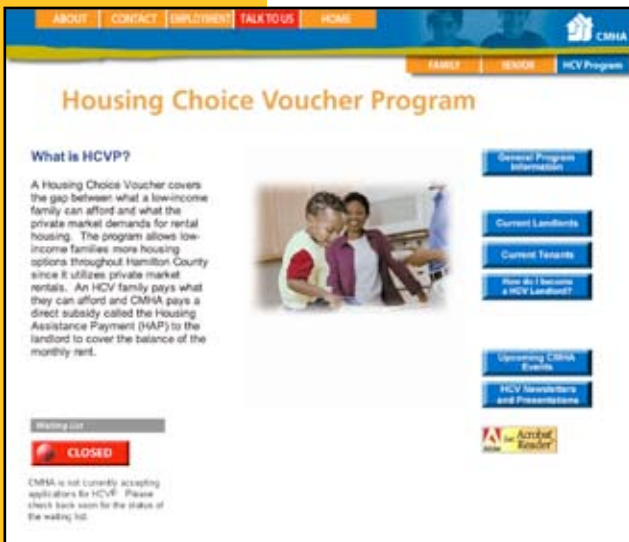 ABOUT CONTACT EMPLOYMENT TALK TO US HOME
CMHA
FAMILY SENIOR HCV Program
Housing Choice Voucher Program
What is HCVP?
A Housing Choice Voucher covers
the gap between what a low-income
family can afford and what the
private market demands for rental
housing. The program allows low-
income families more housing
options throughout Hamilton County
since it utilizes private market
rentals. An HCV family pays what
they can afford and CMHA pays a
direct subsidy called the Housing
Assistance Payment (HAP) to the
landlord to cover the balance of the
monthly rent.
General Program
Information
Current Landlords
Current Tenants
How do I become
a HCV Landlord?
Upcoming CMHA
Events
HCV Newsletters
and Presentations
Get Acrobat
Reader
Adobe
Waiting List
CLOSED
CMHA is not currently accepting
applications for HCVP. Please
check back soon for the status of
the waiting list.